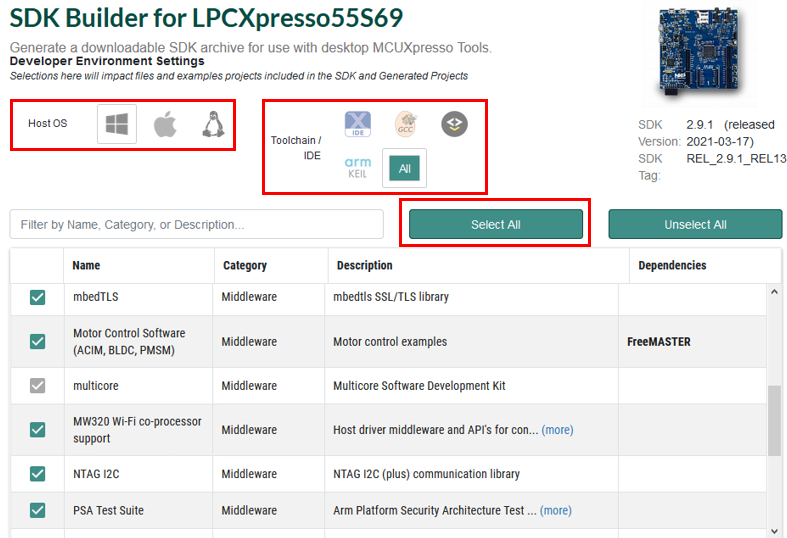 SDK Builder for LPCXpresso55S69
Generate a downloadable SDK archive for use with desktop MCUXpresso Tools.
Developer Environment Settings
Selections here will impact files and examples projects included in the SDK and Generated Projects
Host OS
Toolchain /
IDE
IDE
GCC
arm
KEIL
All
NXP
SDK 2.9.1 (released
Version: 2021-03-17)
SDK REL_2.9.1_REL13
Tag:
Filter by Name, Category, or Description...
Select All
Unselect All
Name Category Description Dependencies
mbedTLS Middleware mbedtls SSL/TLS library
Motor Control Software
(ACIM, BLDC, PMSM) Middleware Motor control examples FreeMASTER
multicore Middleware Multicore Software Development Kit
MW320 Wi-Fi co-processor
support Middleware Host driver middleware and API's for con... (more)
NTAG I2C Middleware NTAG I2C (plus) communication library
PSA Test Suite Middleware Arm Platform Security Architecture Test ... (more)